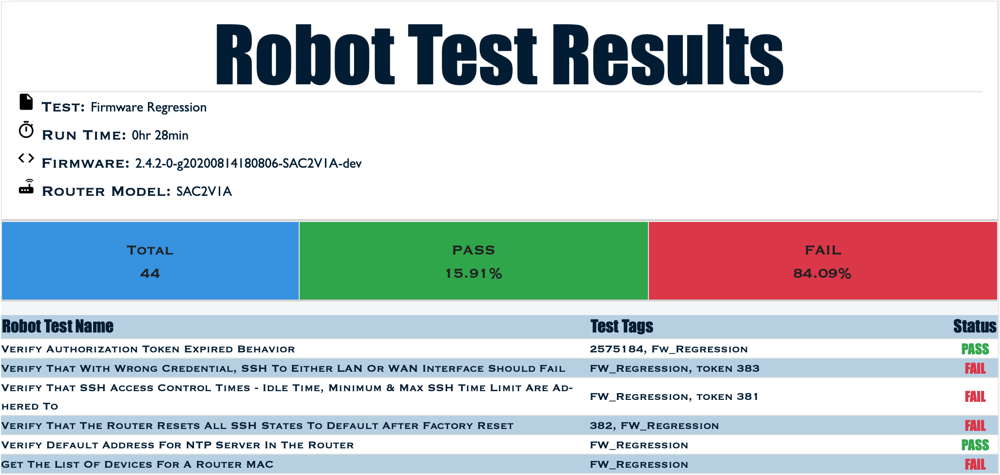 Robot Test Results
Test: Firmware Regression
Run Time: 0hr 28min
Firmware: 2.4.2-0-g20200814180806-SAC2V1A-dev
Router Model: SAC2V1A
Total
PASS
FAIL
44
15.91%
84.09%
Robot Test Name Test Tags Status
Verify Authorization Token Expired Behavior 2575184, Fw_Regression PASS
Verify That With Wrong Credential, SSH To Either LAN Or WAN Interface Should Fail FW_Regression, token 383 FAIL
Verify That SSH Access Control Times - Idle Time, Minimum & Max SSH Time Limit Are Ad-
hered To FW_Regression, token 381 FAIL
Verify That The Router Resets All SSH States To Default After Factory Reset 382, FW_Regression FAIL
Verify Default Address For NTP Server In The Router FW_Regression PASS
Get The List Of Devices For A Router MAC FW_Regression FAIL